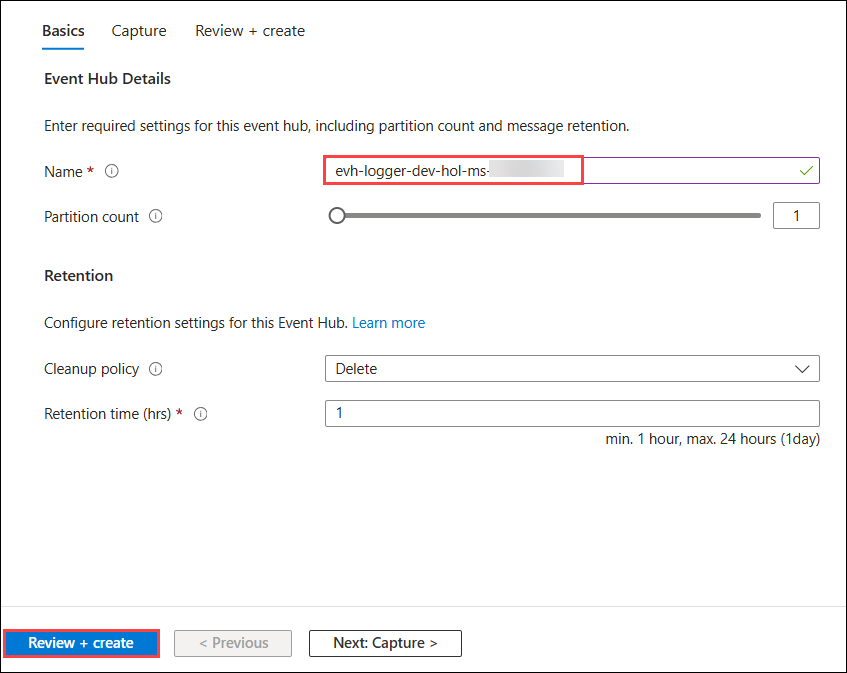 Basics Capture Review + create
Event Hub Details
Enter required settings for this event hub, including partition count and message retention.
Name * evh-logger-dev-hol-ms-
Partition count 1
Retention
Configure retention settings for this Event Hub. Learn more
Cleanup policy Delete
Retention time (hrs) * 1
min. 1 hour, max. 24 hours (1day)
Review + create < Previous Next: Capture >